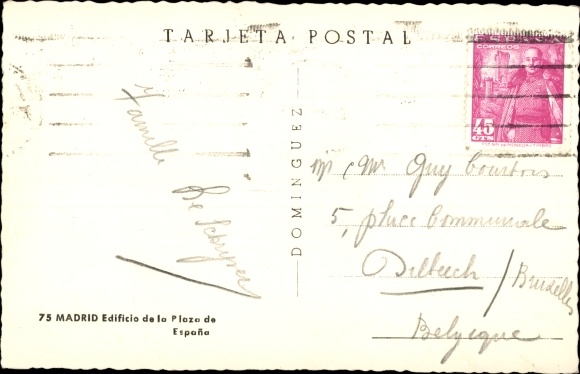 TARJETA POSTAL
ESPAÑA
CORREOS
45
CTS
DOMINGUEZ
Famille
De Schryver
Mr & Mme Guy Courtois
5, place Communale
Dilbeek / Bruxelles
Belgique
75 MADRID Edificio de la Plaza de
España